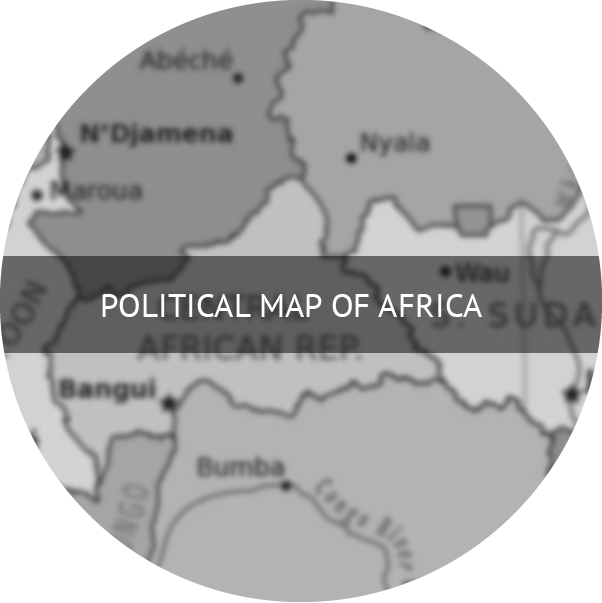 Abéché
N'Djamena
Nyala
Maroua
Wau
POLITICAL MAP OF AFRICA
S. SUDA
OON
AFRICAN REP.
Bangui
Bumba
NGO
Congo River